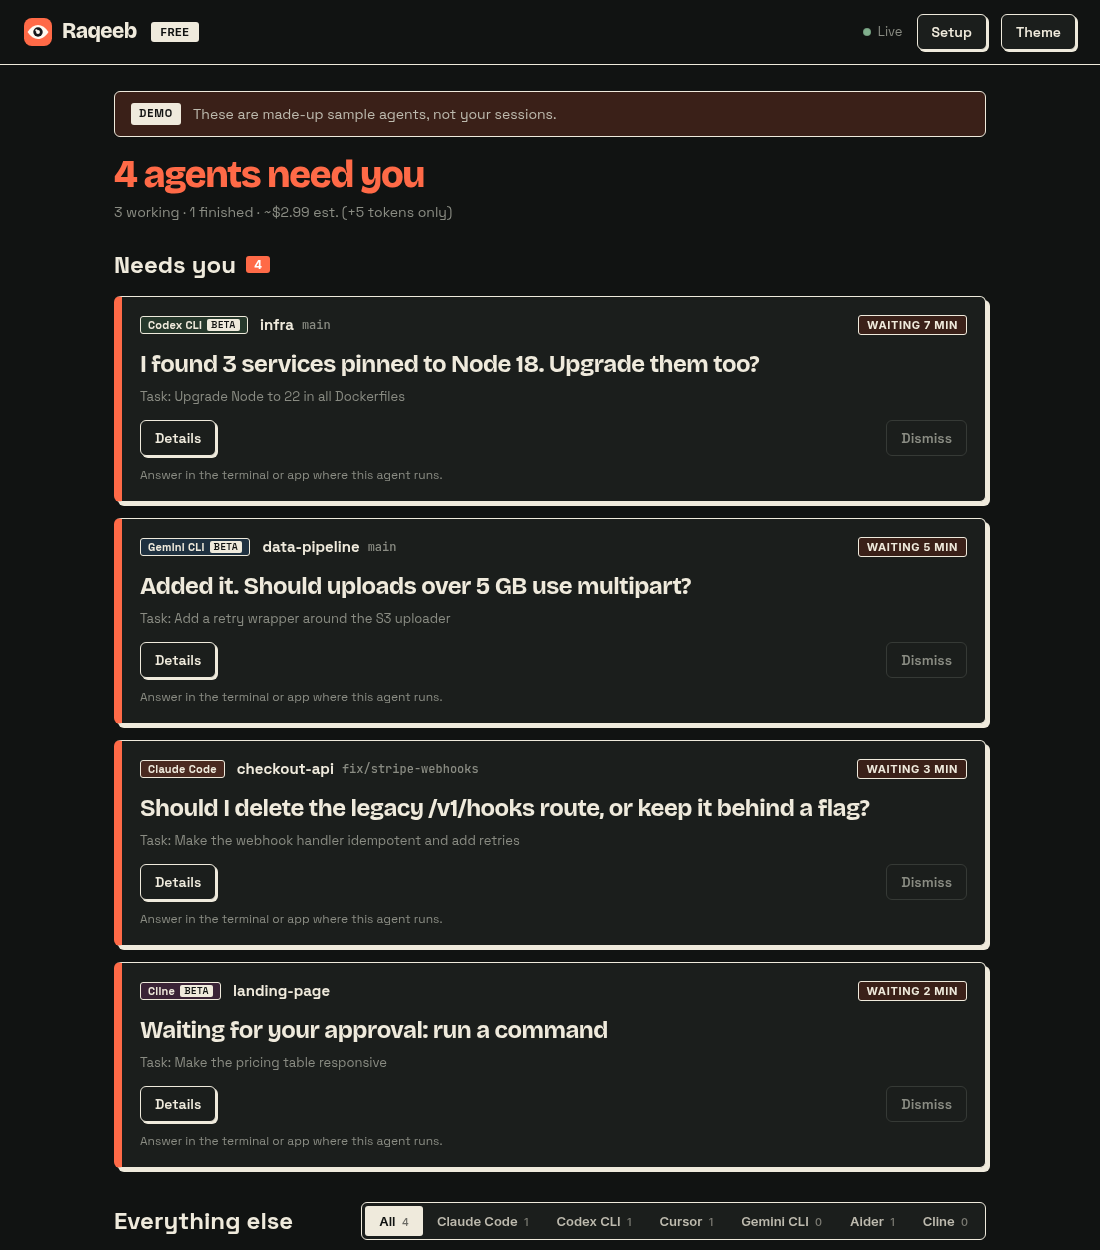 Raqeeb FREE
Live Setup Theme
DEMO These are made-up sample agents, not your sessions.
4 agents need you
3 working · 1 finished · ~$2.99 est. (+5 tokens only)
Needs you 4
Codex CLI BETA infra main WAITING 7 MIN
I found 3 services pinned to Node 18. Upgrade them too?
Task: Upgrade Node to 22 in all Dockerfiles
Details Dismiss
Answer in the terminal or app where this agent runs.
Gemini CLI BETA data-pipeline main WAITING 5 MIN
Added it. Should uploads over 5 GB use multipart?
Task: Add a retry wrapper around the S3 uploader
Details Dismiss
Answer in the terminal or app where this agent runs.
Claude Code checkout-api fix/stripe-webhooks WAITING 3 MIN
Should I delete the legacy /v1/hooks route, or keep it behind a flag?
Task: Make the webhook handler idempotent and add retries
Details Dismiss
Answer in the terminal or app where this agent runs.
Cline BETA landing-page WAITING 2 MIN
Waiting for your approval: run a command
Task: Make the pricing table responsive
Details Dismiss
Answer in the terminal or app where this agent runs.
Everything else All 4 Claude Code 1 Codex CLI 1 Cursor 1 Gemini CLI 0 Aider 1 Cline 0